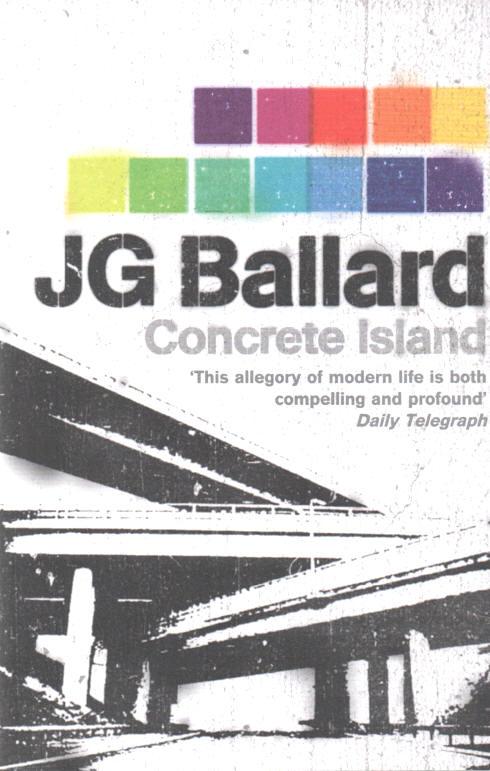 JG Ballard
Concrete Island
‘This allegory of modern life is both
compelling and profound’
Daily Telegraph